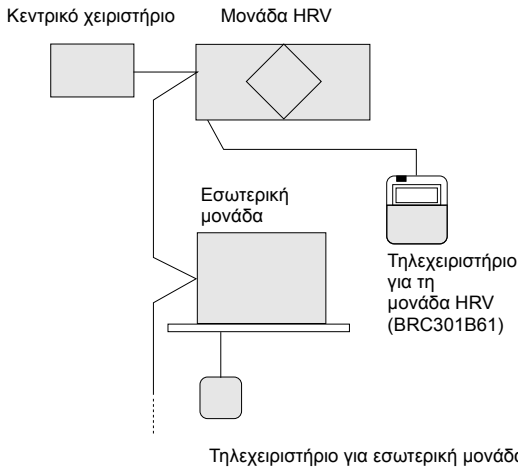 Κεντρικό χειριστήριο
Μονάδα HRV
Εσωτερική
μονάδα
Τηλεχειριστήριο
για τη
μονάδα HRV
(BRC301B61)
Τηλεχειριστήριο για εσωτερική μονάδα